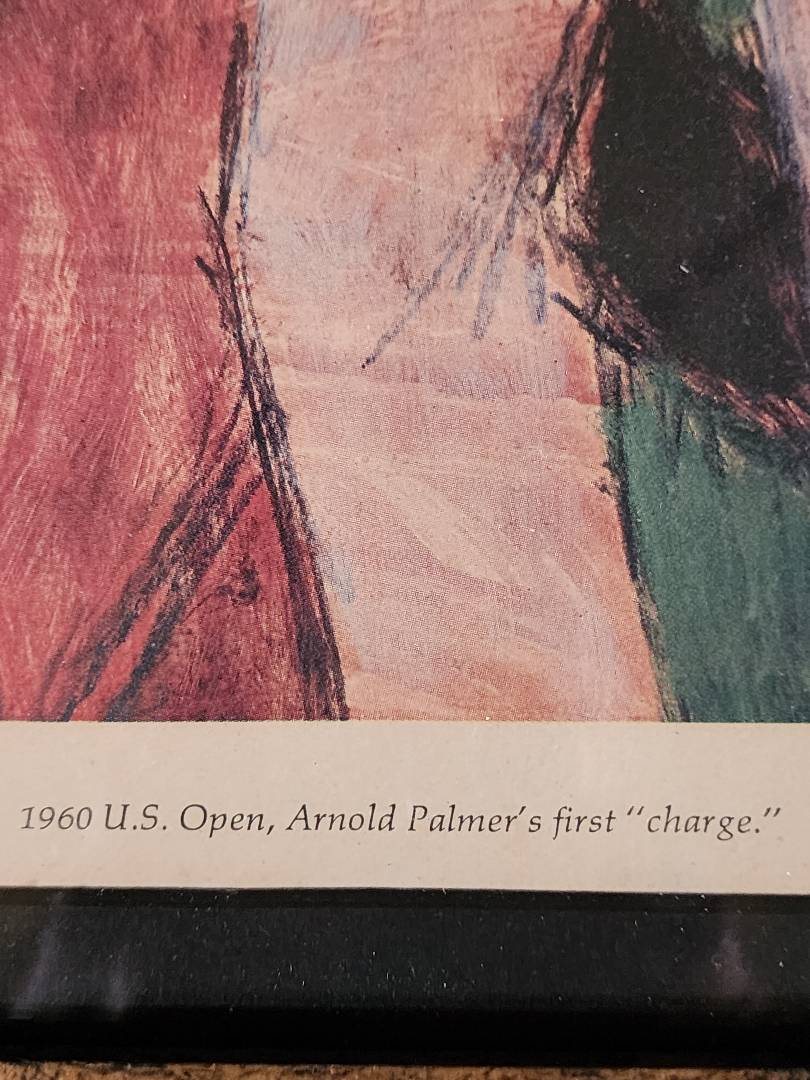 1960 U.S. Open, Arnold Palmer's first "charge."